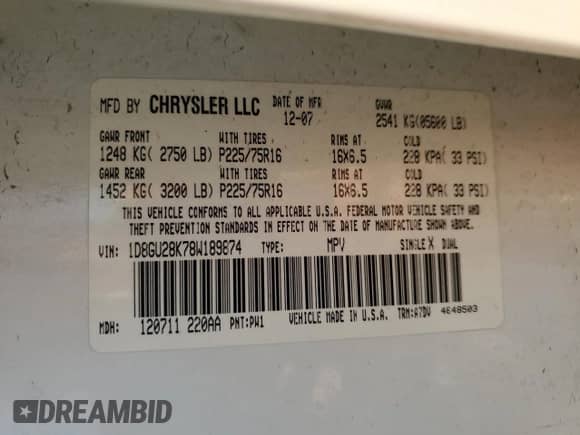 MFD BY CHRYSLER LLC DATE OF MFR GVWR
12-07 2541 KG(05600 LB)
GAWR FRONT WITH TIRES RIMS AT COLD
1248 KG( 2750 LB) P225/75R16 16X6.5 228 KPA( 33 PSI)
GAWR REAR WITH TIRES RIMS AT COLD
1452 KG( 3200 LB) P225/75R16 16X6.5 228 KPA( 33 PSI)
THIS VEHICLE CONFORMS TO ALL APPLICABLE U.S.A. FEDERAL MOTOR VEHICLE SAFETY AND
THEFT PREVENTION STANDARDS IN EFFECT ON THE DATE OF MANUFACTURE SHOWN ABOVE.
VIN: 1D8GU28K78W189874 TYPE: MPV SINGLE X DUAL
MDH: 120711 220AA PNT:PW1 VEHICLE MADE IN U.S.A. TRM:A7DV 4648503
DREAMBID